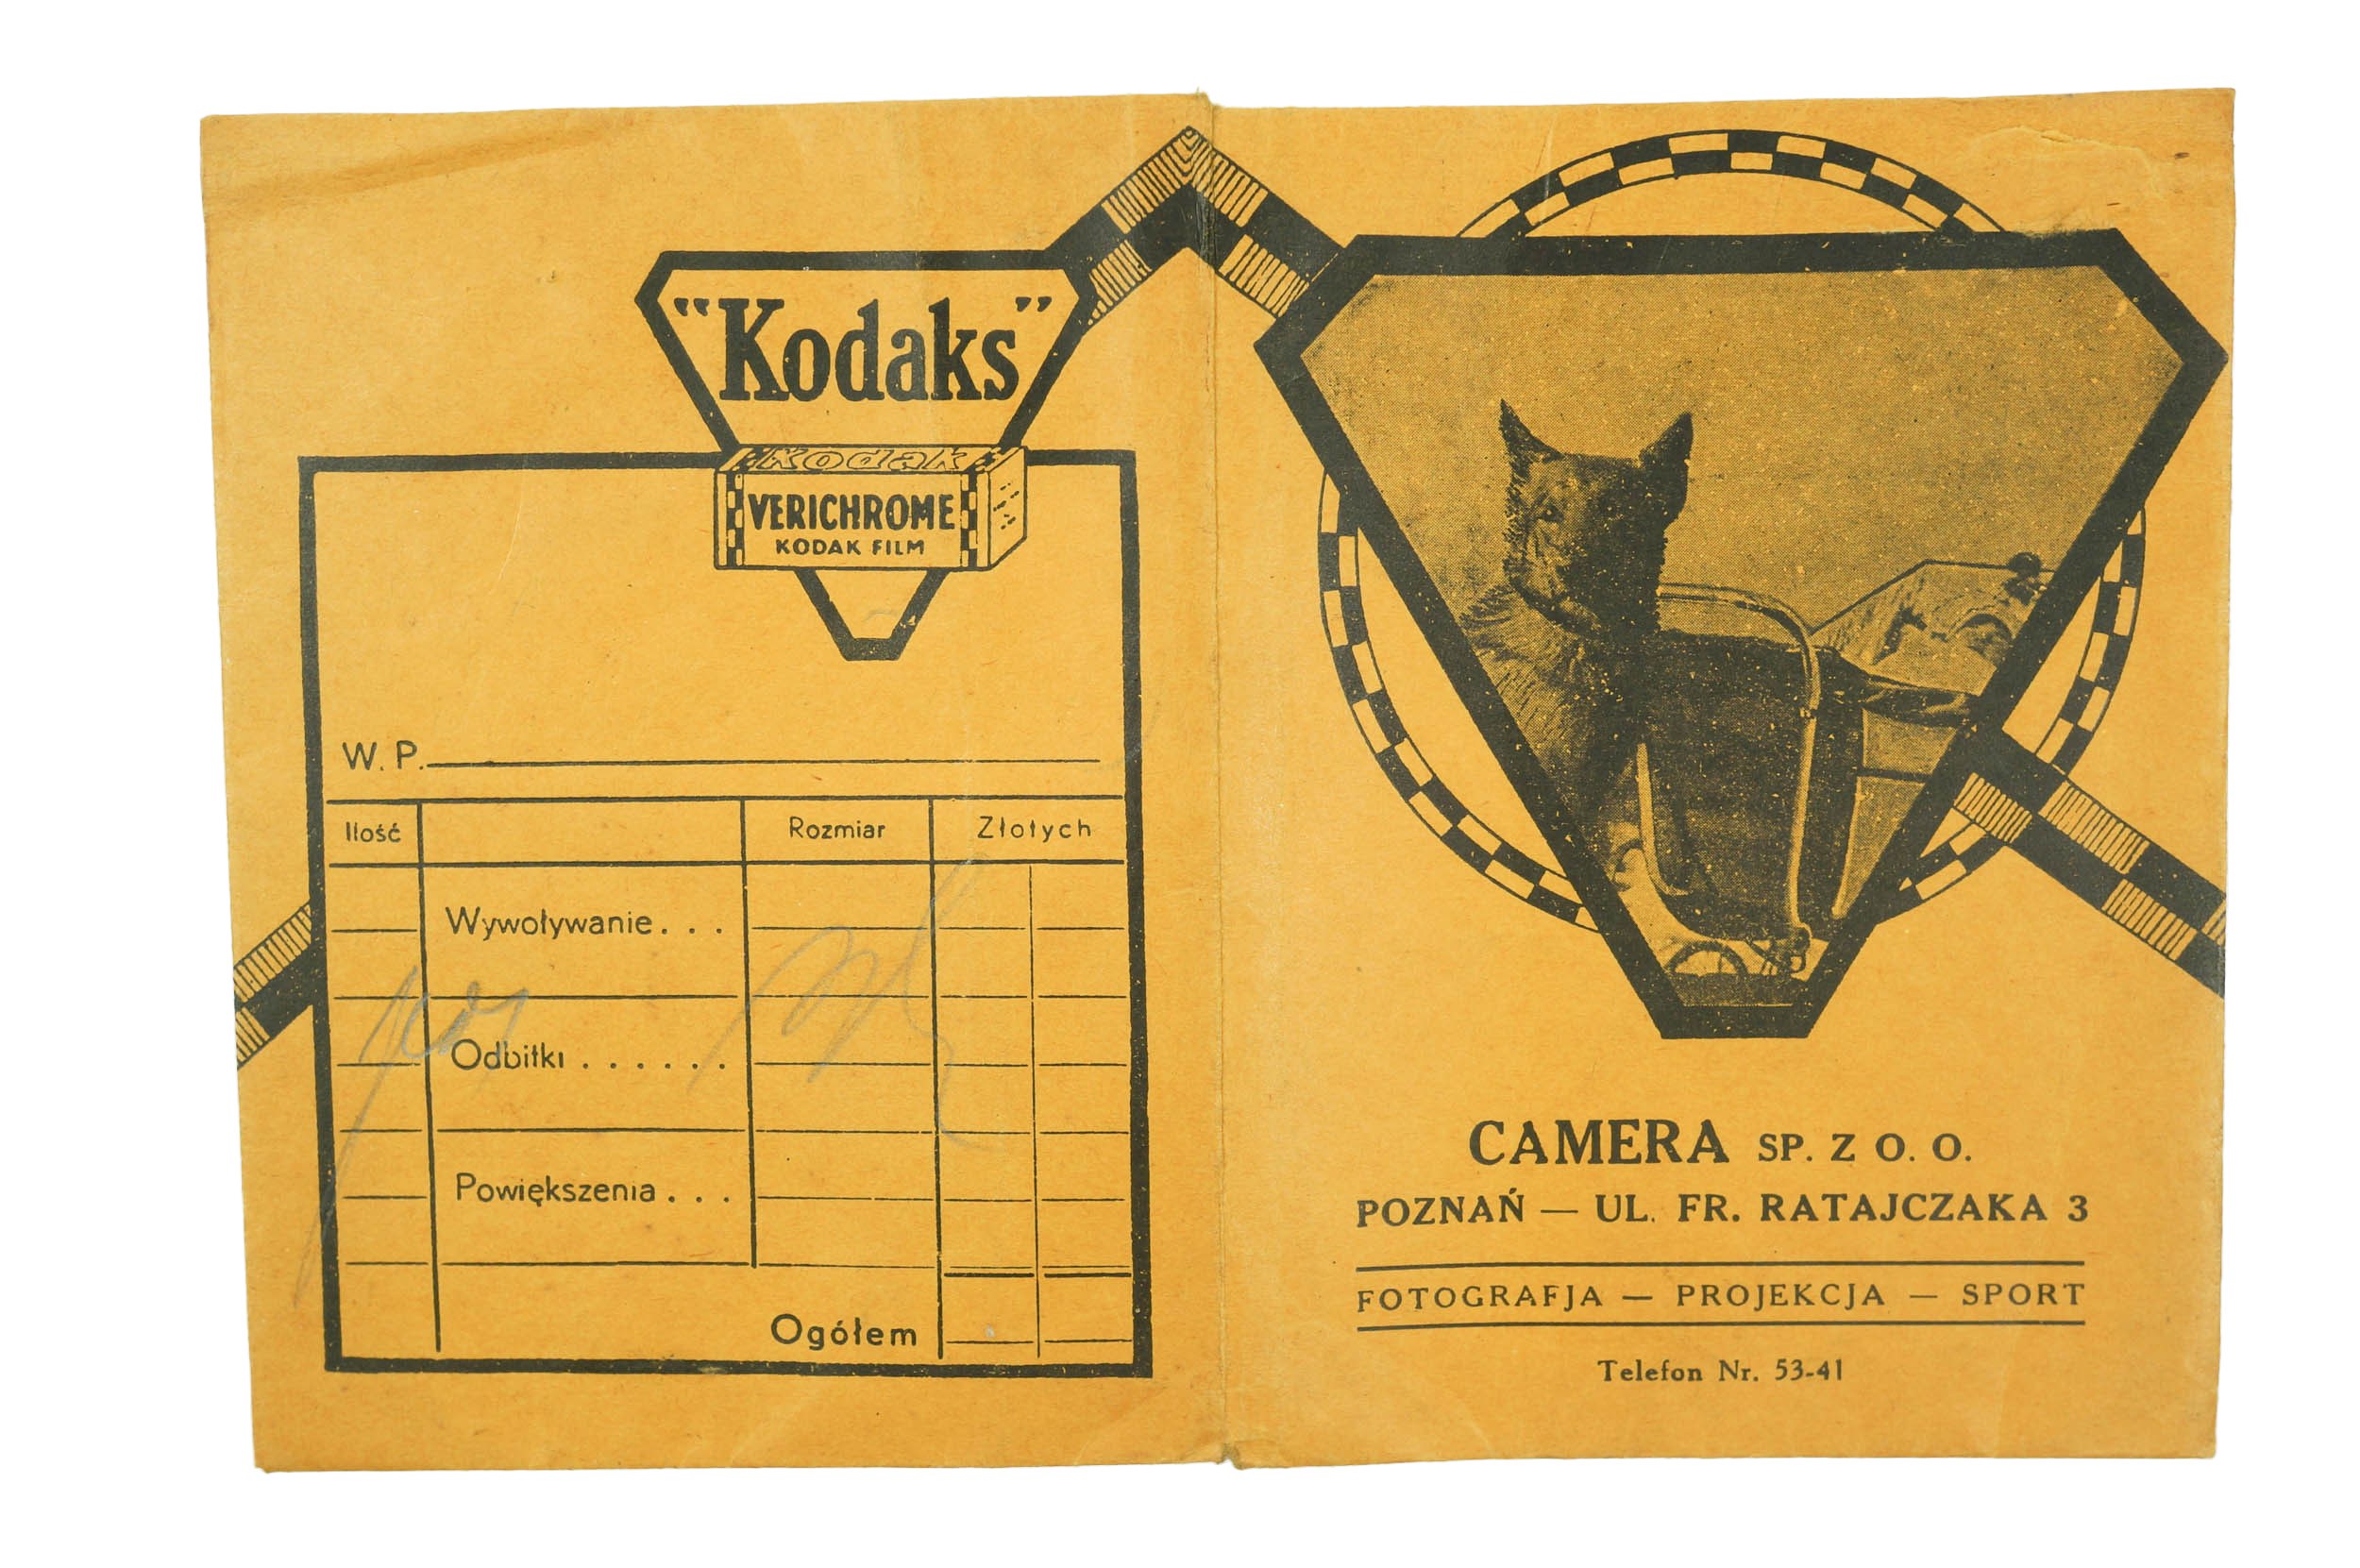 "Kodaks"
Kodak
VERICHROME
KODAK FILM
W. P.
Ilość Rozmiar Złotych
Wywoływanie. . .
Odbitki . . . . . .
Powiększenia . . .
Ogółem
CAMERA SP. Z O. O.
POZNAŃ — UL. FR. RATAJCZAKA 3
FOTOGRAFJA — PROJEKCJA — SPORT
Telefon Nr. 53-41